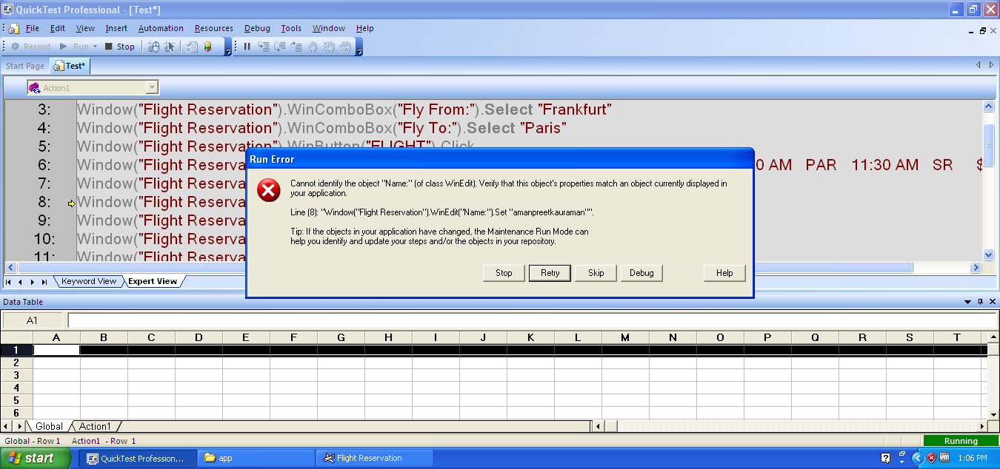 QuickTest Professional - [Test*]
File Edit View Insert Automation Resources Debug Tools Window Help
Record Run Stop
Start Page Test*
Action1
3: Window("Flight Reservation").WinComboBox("Fly From:").Select "Frankfurt"
4: Window("Flight Reservation").WinComboBox("Fly To:").Select "Paris"
5: Window("Flight Reservation").WinButton("FLIGHT").Click
6: Window("Flight Reserva 0 AM PAR 11:30 AM SR $
7: Window("Flight Reserva
8: Window("Flight Reserva
9: Window("Flight Reserva
10: Window("Flight Reserva
11: Window("Flight Reserva
Run Error
Cannot identify the object "Name:" (of class WinEdit). Verify that this object's properties match an object currently displayed in
your application.
Line (8): "Window("Flight Reservation").WinEdit("Name:").Set "amanpreetkauraman"".
Tip: If the objects in your application have changed, the Maintenance Run Mode can
help you identify and update your steps and/or the objects in your repository.
Stop Retry Skip Debug Help
Keyword View Expert View
Data Table
A1
A B C D E F G H I J K L M N O P Q R S T
1
2
3
4
5
6
Global Action1
Global - Row 1 Action1 - Row 1 Running
start QuickTest Profession... app Flight Reservation vm 1:06 PM